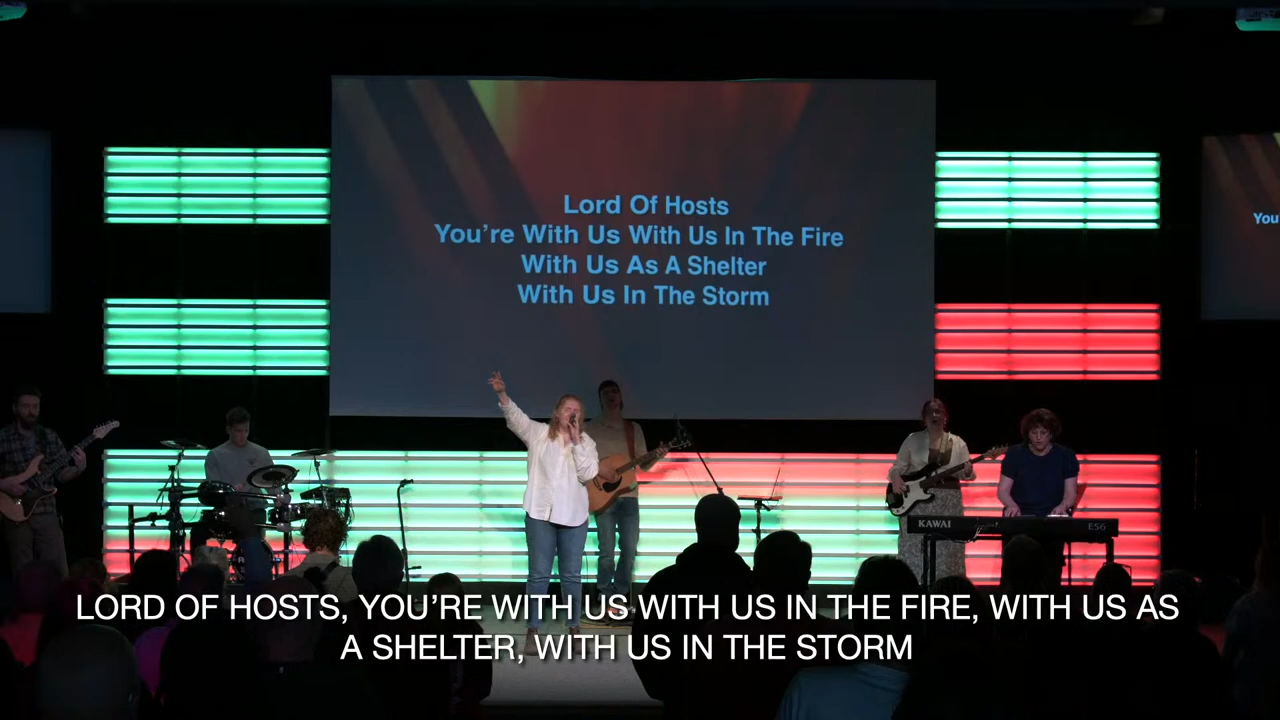 Lord Of Hosts
You're With Us With Us In The Fire
With Us As A Shelter
With Us In The Storm
You
KAWAI
ES6
LORD OF HOSTS, YOU'RE WITH US WITH US IN THE FIRE, WITH US AS
A SHELTER, WITH US IN THE STORM